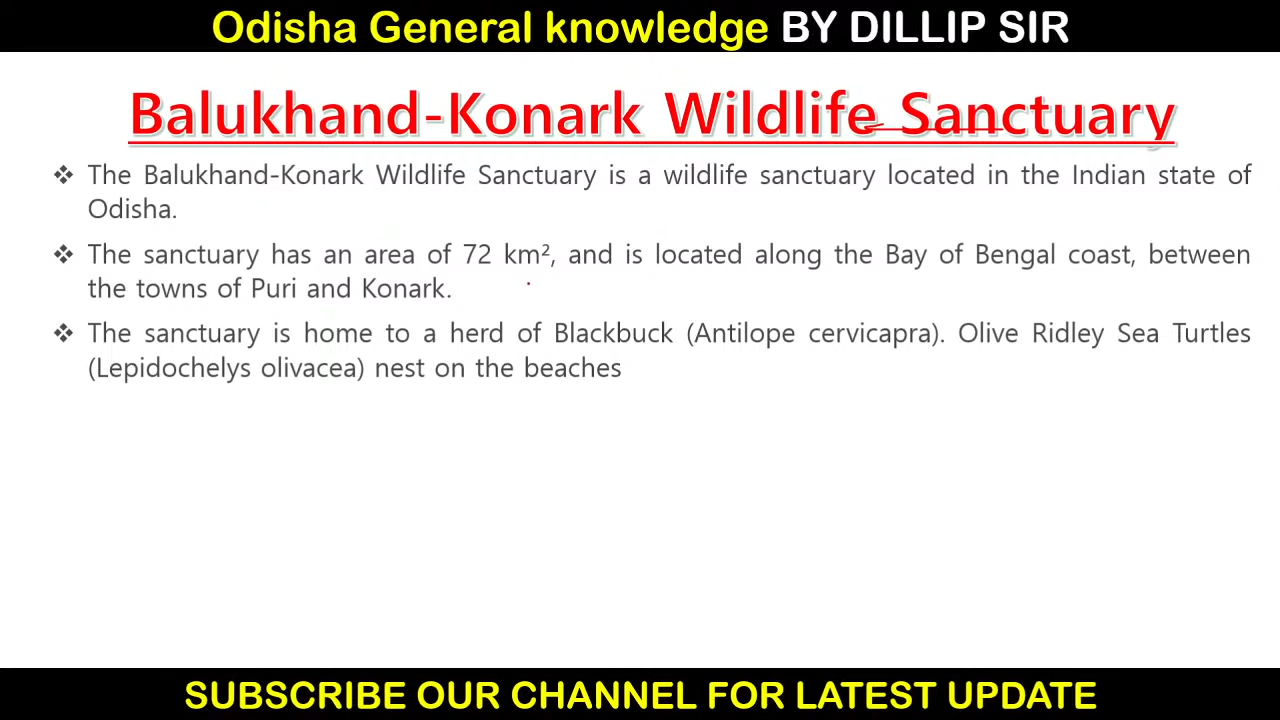 Odisha General knowledge BY DILLIP SIR
Balukhand-Konark Wildlife Sanctuary
❖ The Balukhand-Konark Wildlife Sanctuary is a wildlife sanctuary located in the Indian state of
Odisha.
❖ The sanctuary has an area of 72 km², and is located along the Bay of Bengal coast, between
the towns of Puri and Konark.
❖ The sanctuary is home to a herd of Blackbuck (Antilope cervicapra). Olive Ridley Sea Turtles
(Lepidochelys olivacea) nest on the beaches
SUBSCRIBE OUR CHANNEL FOR LATEST UPDATE